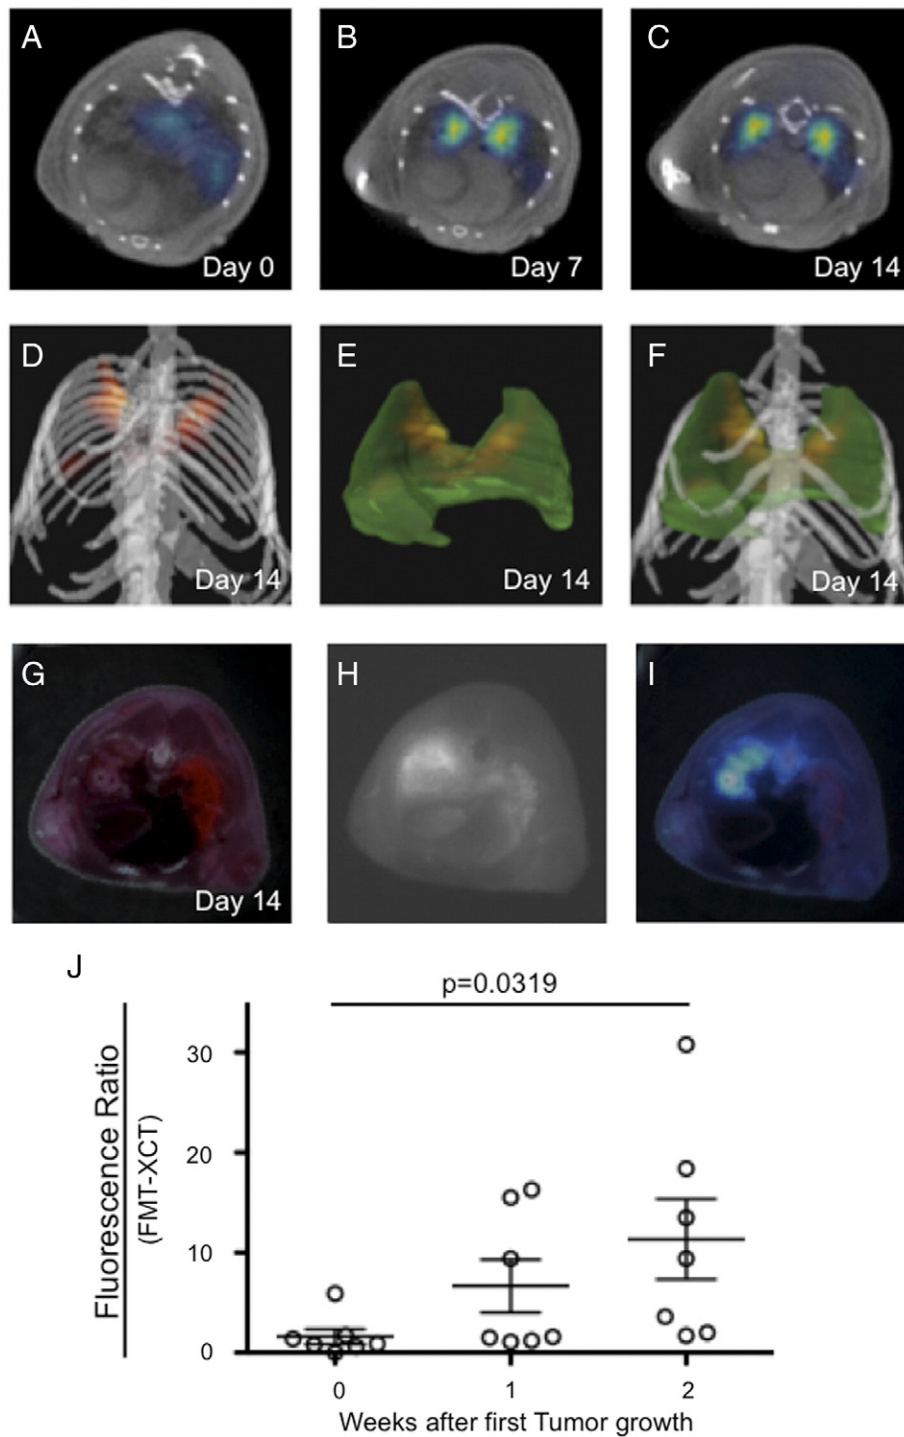 A
B
C
Day 0
Day 7
Day 14
D
E
F
Day 14
Day 14
Day 14
G
H
I
Day 14
J
p=0.0319
Fluorescence Ratio
(FMT-XCT)
30
20
10
0
0
1
2
Weeks after first Tumor growth